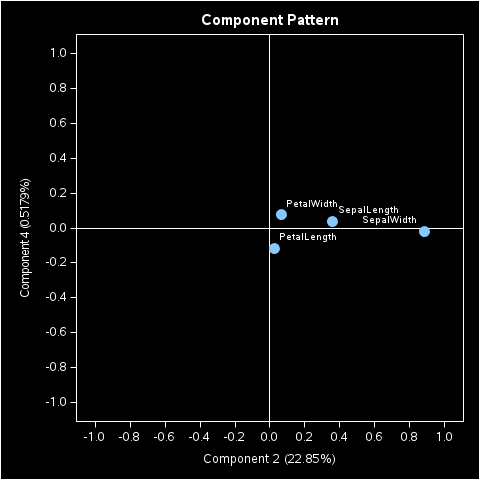 Component Pattern
1.0
0.8
0.6
0.4
0.2
0.0
-0.2
-0.4
-0.6
-0.8
-1.0
Component 4 (0.5179%)
PetalWidth
SepalLength
SepalWidth
PetalLength
-1.0 -0.8 -0.6 -0.4 -0.2 0.0 0.2 0.4 0.6 0.8 1.0
Component 2 (22.85%)